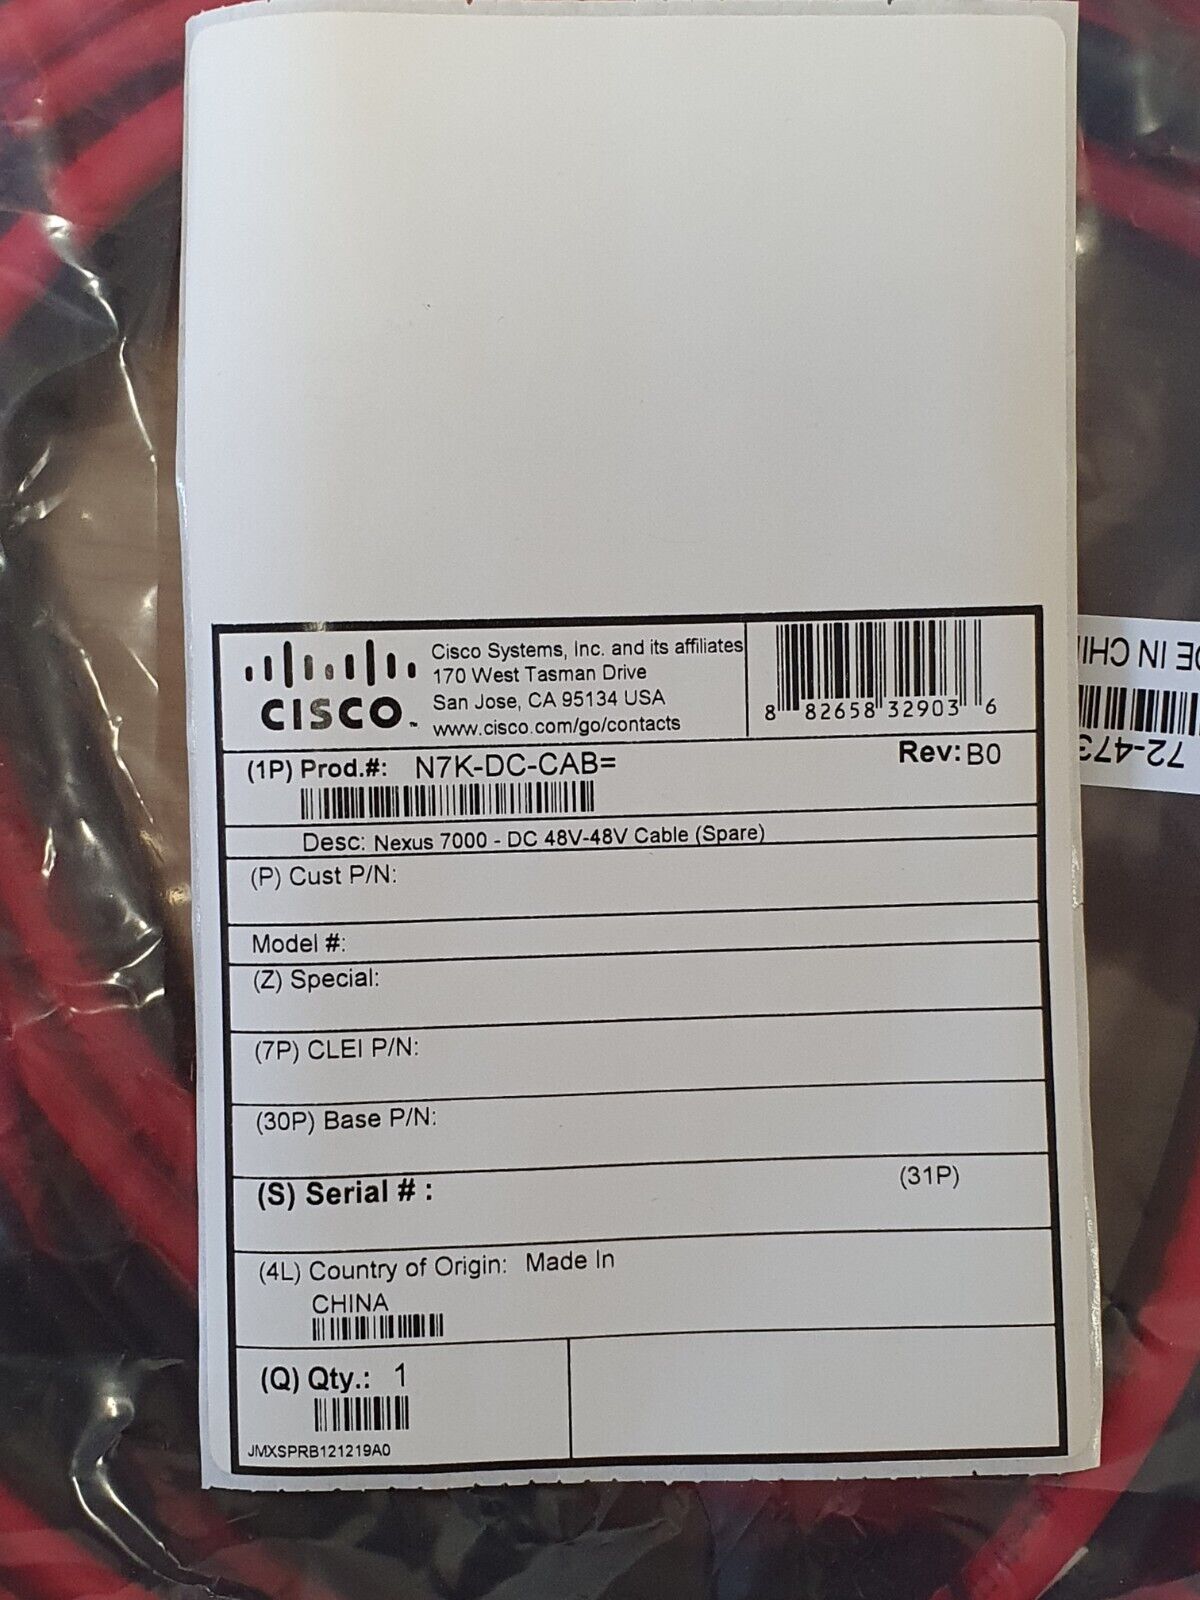 CISCO
Cisco Systems, Inc. and its affiliates
170 West Tasman Drive
San Jose, CA 95134 USA
www.cisco.com/go/contacts
8 82658 32903 6
(1P) Prod.#: N7K-DC-CAB= Rev: B0
Desc: Nexus 7000 - DC 48V-48V Cable (Spare)
(P) Cust P/N:
Model #:
(Z) Special:
(7P) CLEI P/N:
(30P) Base P/N:
(S) Serial # : (31P)
(4L) Country of Origin: Made In
CHINA
(Q) Qty.: 1
JMXSPRB121219A0
IN
72-473